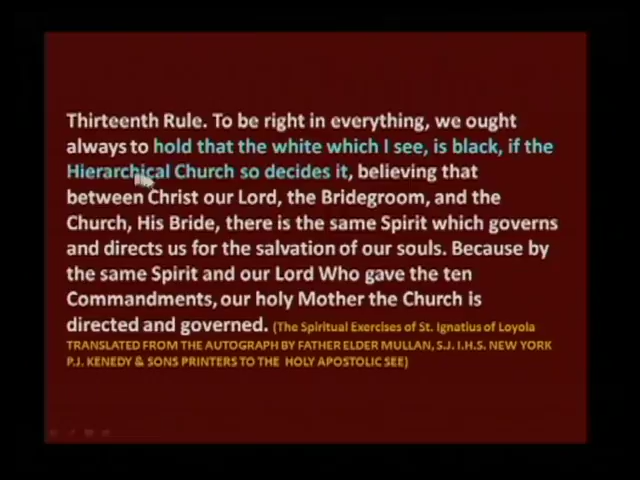 Thirteenth Rule. To be right in everything, we ought
always to hold that the white which I see, is black, if the
Hierarchical Church so decides it, believing that
between Christ our Lord, the Bridegroom, and the
Church, His Bride, there is the same Spirit which governs
and directs us for the salvation of our souls. Because by
the same Spirit and our Lord Who gave the ten
Commandments, our holy Mother the Church is
directed and governed. (The Spiritual Exercises of St. Ignatius of Loyola
TRANSLATED FROM THE AUTOGRAPH BY FATHER ELDER MULLAN, S.J. I.H.S. NEW YORK
P.J. KENEDY & SONS PRINTERS TO THE HOLY APOSTOLIC SEE)